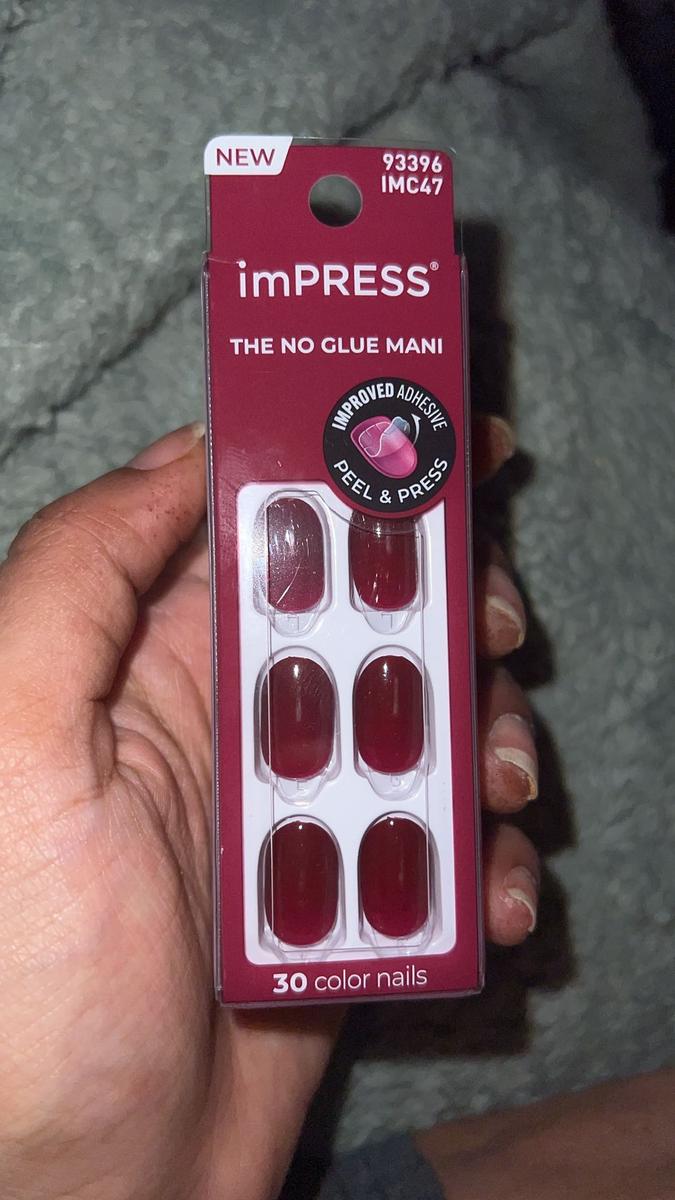 NEW
93396
IMC47
imPRESS®
THE NO GLUE MANI
IMPROVED ADHESIVE
PEEL & PRESS
30 color nails